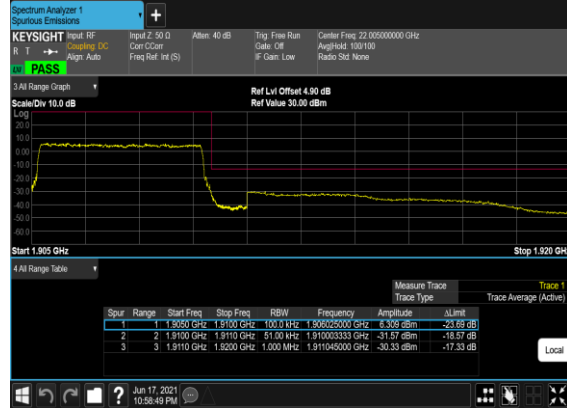 Spectrum Analyzer 1
Spurious Emissions
+
KEYSIGHT Input: RF Input Z: 50 Ω Atten: 40 dB Trig: Free Run Center Freq: 22.005000000 GHz
R T Coupling: DC Corr CCorr Gate: Off Avg|Hold: 100/100
Align: Auto Freq Ref: Int (S) IF Gain: Low Radio Std: None
PASS
3 All Range Graph
Scale/Div 10.0 dB Ref Lvl Offset 4.90 dB
Ref Value 30.00 dBm
Log
20.0
10.0
0.00
-10.0
-20.0
-30.0
-40.0
-50.0
-60.0
Start 1.905 GHz Stop 1.920 GHz
4 All Range Table
Measure Trace Trace 1
Trace Type Trace Average (Active)
Spur Range Start Freq Stop Freq RBW Frequency Amplitude ΔLimit
1 1 1.9050 GHz 1.9100 GHz 100.0 kHz 1.906025000 GHz 6.309 dBm -23.69 dB
2 2 1.9100 GHz 1.9110 GHz 51.00 kHz 1.910003333 GHz -31.57 dBm -18.57 dB
3 3 1.9110 GHz 1.9200 GHz 1.000 MHz 1.911045000 GHz -30.33 dBm -17.33 dB
Local
? Jun 17, 2021
10:58:49 PM